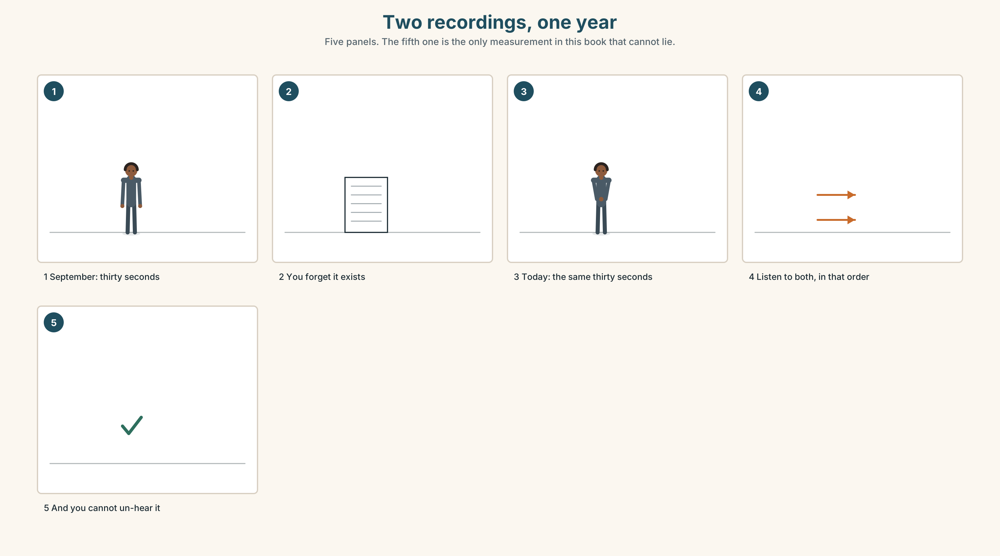 Two recordings, one year
Five panels. The fifth one is the only measurement in this book that cannot lie.
1
2
3
4
1 September: thirty seconds
2 You forget it exists
3 Today: the same thirty seconds
4 Listen to both, in that order
5
5 And you cannot un-hear it